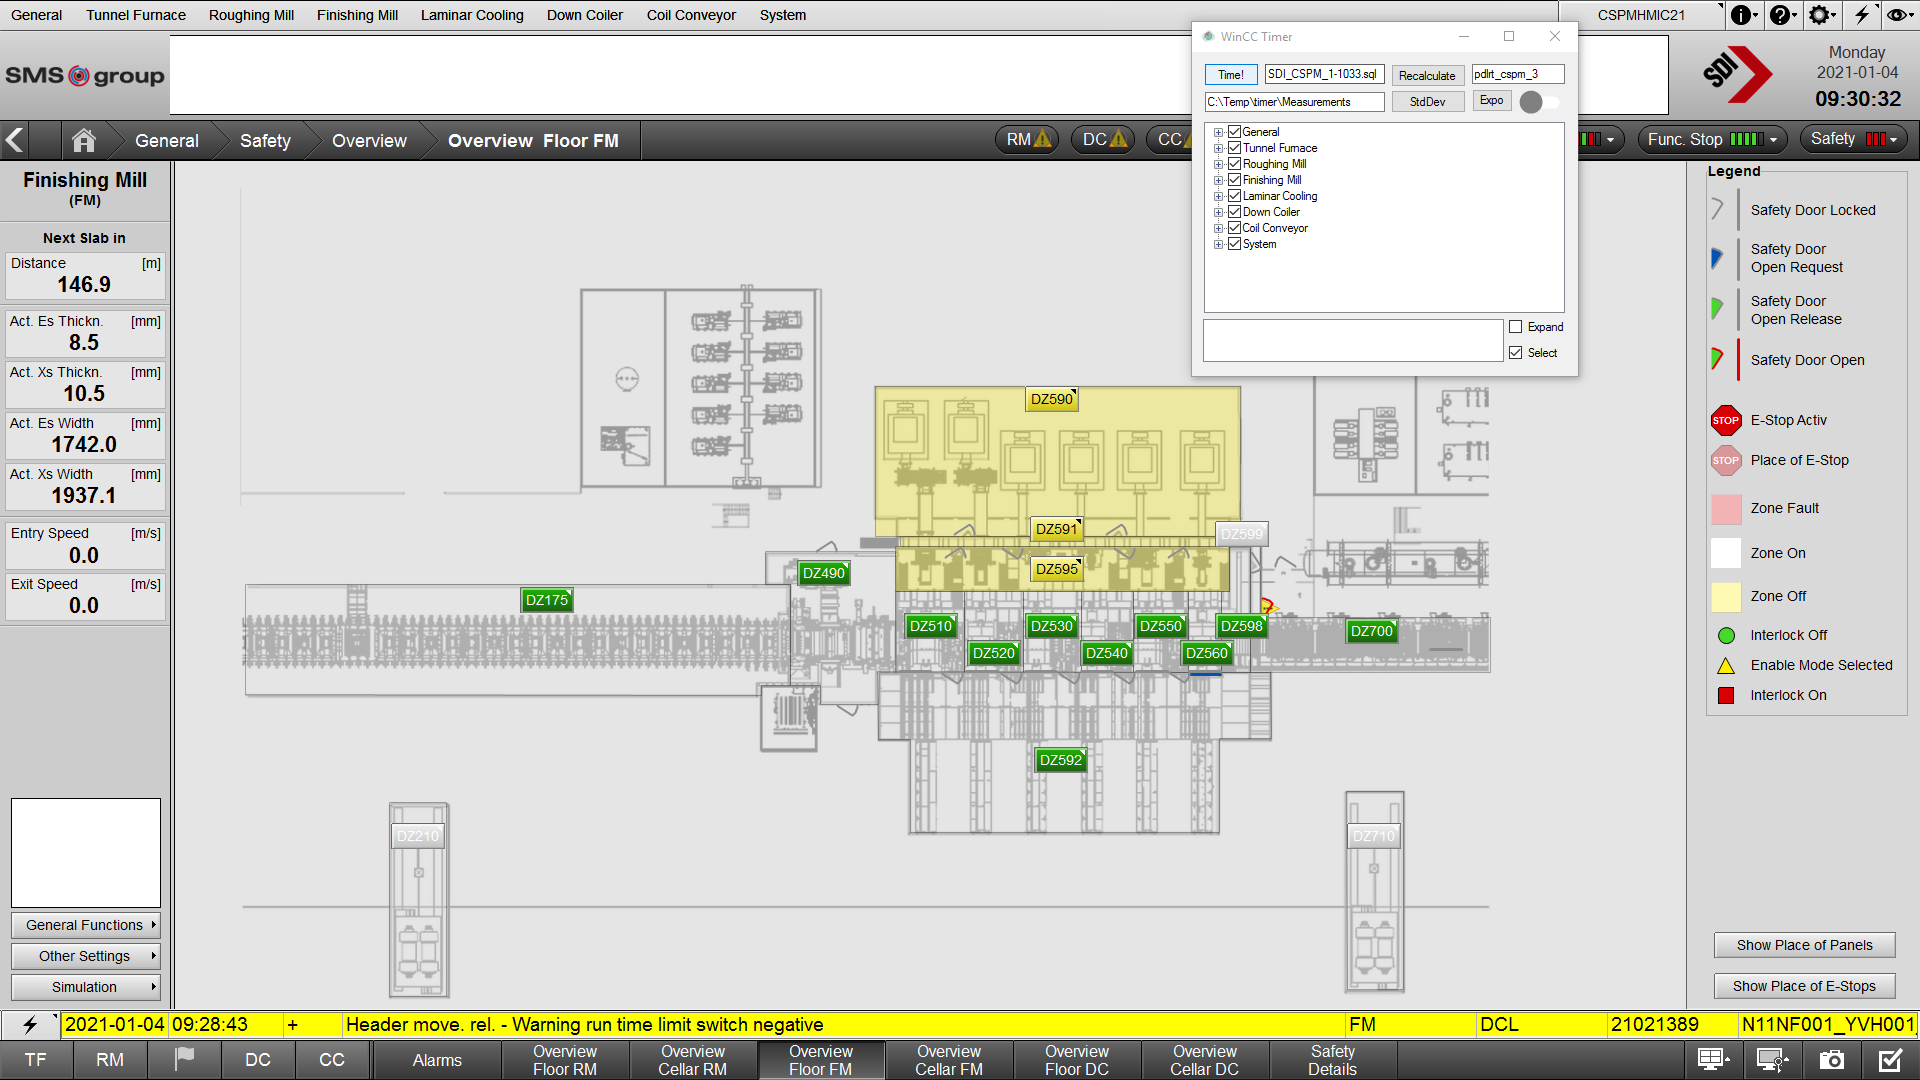 General Tunnel Furnace Roughing Mill Finishing Mill Laminar Cooling Down Coiler Coil Conveyor System CSPMHMIC21
SMS group
SDI
Monday
2021-01-04
09:30:32
WinCC Timer
Time! SDI_CSPM_1-1033.sql Recalculate pdlrt_cspm_3
C:\Temp\timer\Measurements StdDev Expo
General
Tunnel Furnace
Roughing Mill
Finishing Mill
Laminar Cooling
Down Coiler
Coil Conveyor
System
Expand
Select
General Safety Overview Overview Floor FM RM DC CC Func. Stop Safety
Finishing Mill
(FM)
Next Slab in
Distance [m]
146.9
Act. Es Thickn. [mm]
8.5
Act. Xs Thickn. [mm]
10.5
Act. Es Width [mm]
1742.0
Act. Xs Width [mm]
1937.1
Entry Speed [m/s]
0.0
Exit Speed [m/s]
0.0
General Functions
Other Settings
Simulation
DZ590
DZ591
DZ599
DZ595
DZ490
DZ175
DZ510
DZ530
DZ550
DZ598
DZ700
DZ520
DZ540
DZ560
DZ592
DZ210
DZ710
Legend
Safety Door Locked
Safety Door
Open Request
Safety Door
Open Release
Safety Door Open
STOP E-Stop Activ
STOP Place of E-Stop
Zone Fault
Zone On
Zone Off
Interlock Off
Enable Mode Selected
Interlock On
Show Place of Panels
Show Place of E-Stops
2021-01-04 09:28:43 + Header move. rel. - Warning run time limit switch negative FM DCL 21021389 N11NF001_YVH001
TF RM DC CC Alarms
Overview
Floor RM
Overview
Cellar RM
Overview
Floor FM
Overview
Cellar FM
Overview
Floor DC
Overview
Cellar DC
Safety
Details